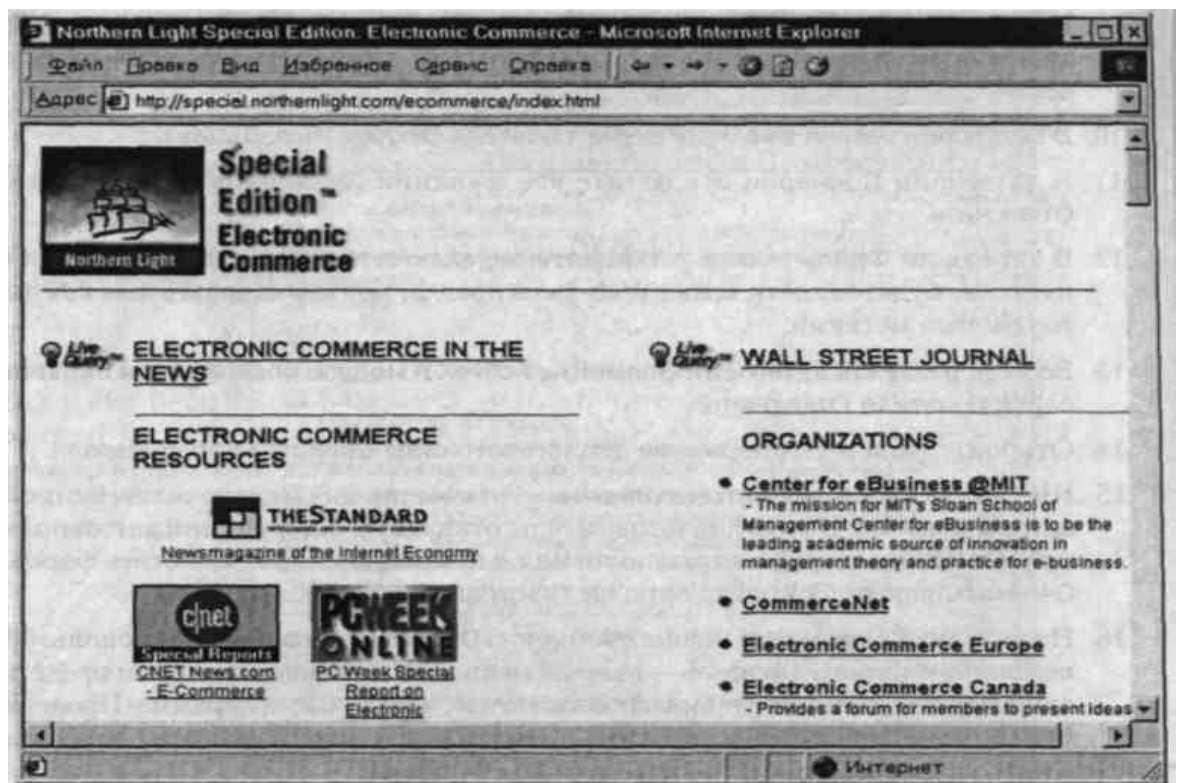 Northern Light Special Edition. Electronic Commerce - Microsoft Internet Explorer
Файл Правка Вид Избранное Сервис Справка
Адрес http://special.northernlight.com/ecommerce/index.html
Northern Light
Special
Edition™
Electronic
Commerce
Live Query™ ELECTRONIC COMMERCE IN THE
NEWS
ELECTRONIC COMMERCE
RESOURCES
THESTANDARD
Newsmagazine of the Internet Economy
c|net
Special Reports
CNET News.com
- E-Commerce
PCWEEK
ONLINE
PC Week Special
Report on
Electronic
Live Query™ WALL STREET JOURNAL
ORGANIZATIONS
• Center for eBusiness @MIT
- The mission for MIT's Sloan School of
Management Center for eBusiness is to be the
leading academic source of innovation in
management theory and practice for e-business.
• CommerceNet
• Electronic Commerce Europe
• Electronic Commerce Canada
- Provides a forum for members to present ideas
Интернет